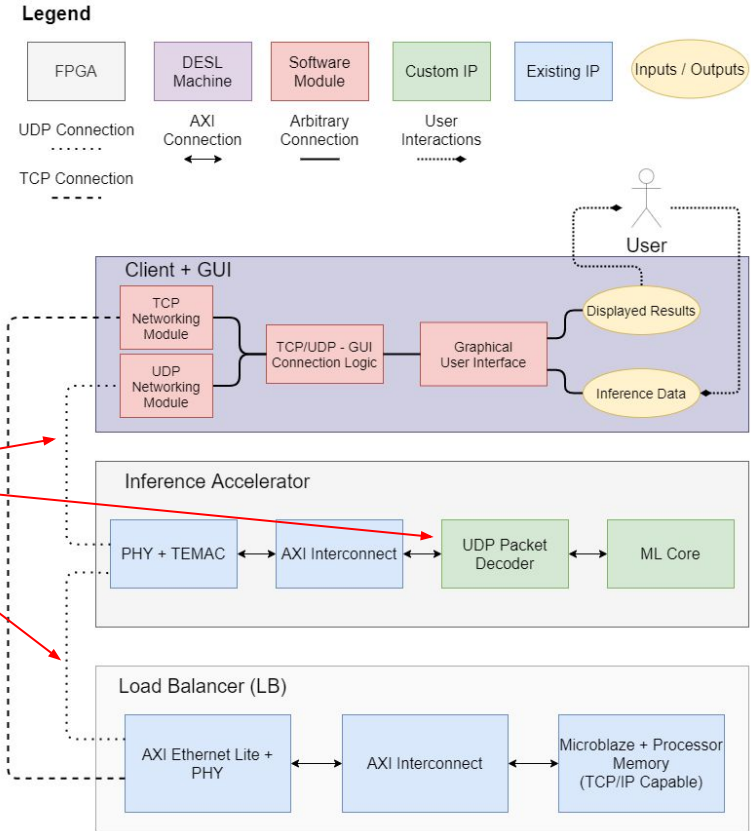 Legend
FPGA
DESL
Machine
Software
Module
Custom IP
Existing IP
Inputs / Outputs
UDP Connection
AXI
Connection
Arbitrary
Connection
User
Interactions
TCP Connection
User
Client + GUI
TCP
Networking
Module
UDP
Networking
Module
TCP/UDP - GUI
Connection Logic
Graphical
User Interface
Displayed Results
Inference Data
Inference Accelerator
PHY + TEMAC
AXI Interconnect
UDP Packet
Decoder
ML Core
Load Balancer (LB)
AXI Ethernet Lite +
PHY
AXI Interconnect
Microblaze + Processor
Memory
(TCP/IP Capable)